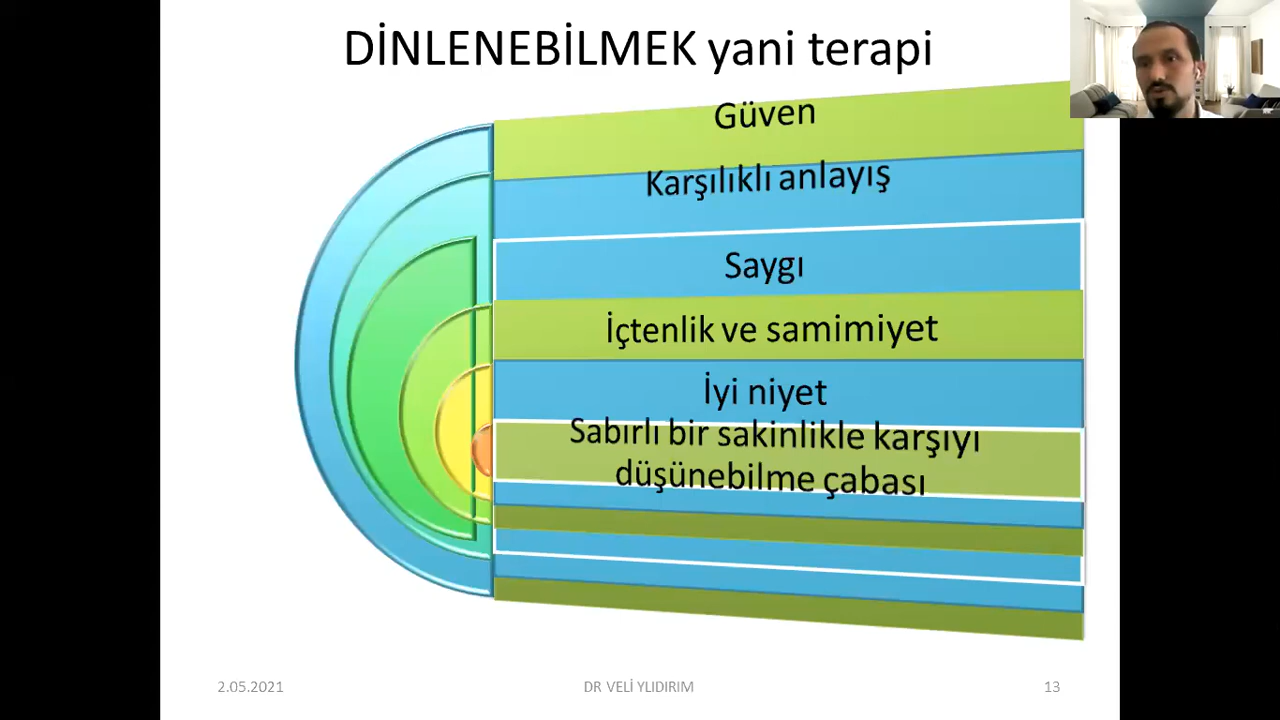 DİNLENEBİLMEK yani terapi
Güven
Karşılıklı anlayış
Saygı
İçtenlik ve samimiyet
İyi niyet
Sabırlı bir sakinlikle karşıyı
düşünebilme çabası
2.05.2021
DR VELİ YLIDIRIM
13